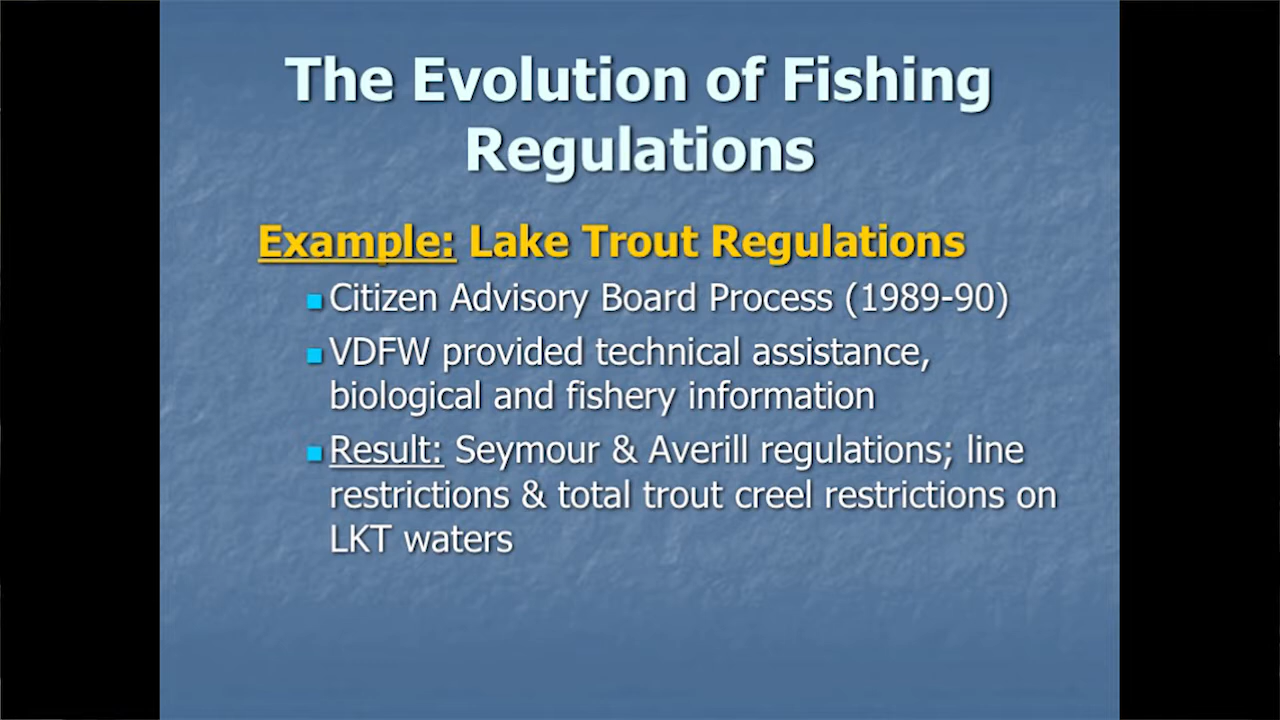 The Evolution of Fishing
Regulations
Example: Lake Trout Regulations
Citizen Advisory Board Process (1989-90)
VDFW provided technical assistance,
biological and fishery information
Result: Seymour & Averill regulations; line
restrictions & total trout creel restrictions on
LKT waters